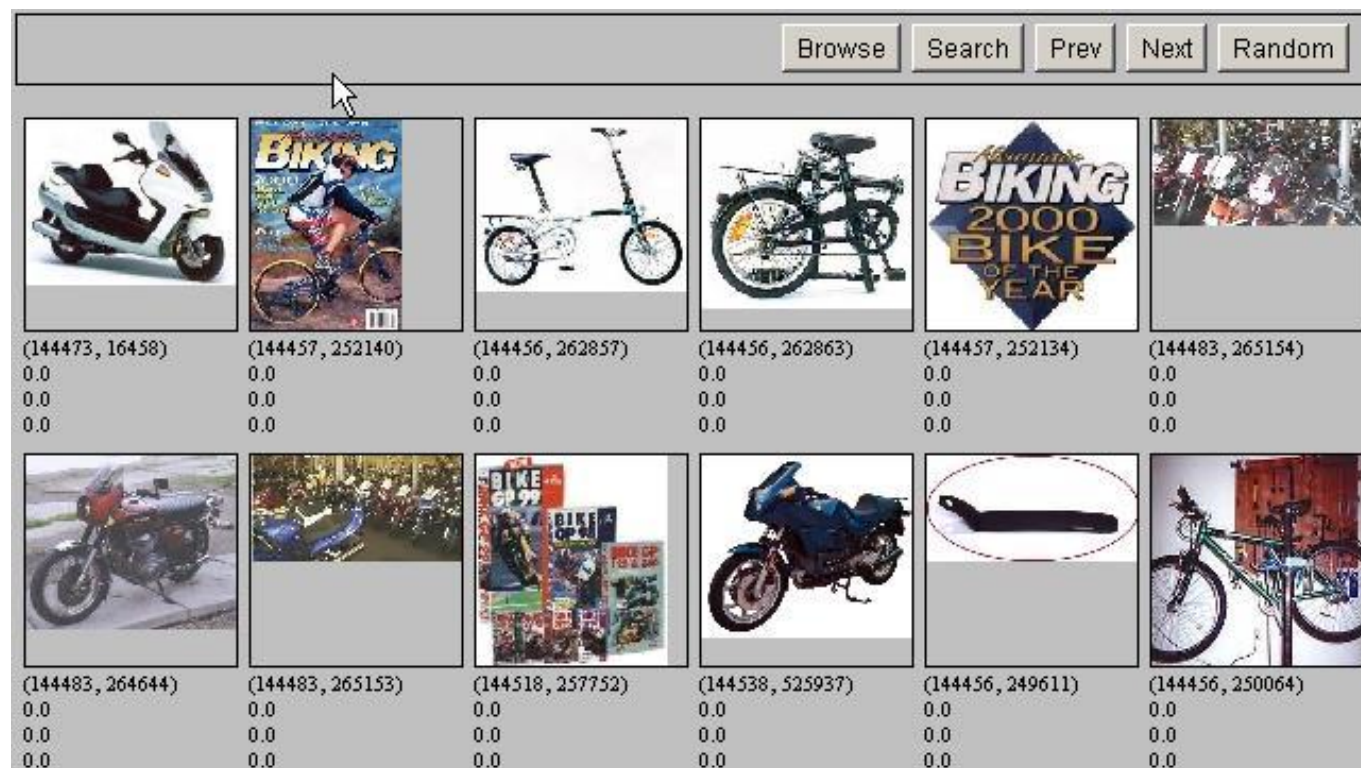 Browse Search Prev Next Random
BIKING
BIKING
2000
BIKE
OF THE
YEAR
(144473, 16458) (144457, 252140) (144456, 262857) (144456, 262863) (144457, 252134) (144483, 265154)
0.0 0.0 0.0 0.0 0.0 0.0
0.0 0.0 0.0 0.0 0.0 0.0
0.0 0.0 0.0 0.0 0.0 0.0
BIKE
GP 99
BIKE
BIKE GP
(144483, 264644) (144483, 265153) (144518, 257752) (144538, 525937) (144456, 249611) (144456, 250064)
0.0 0.0 0.0 0.0 0.0 0.0
0.0 0.0 0.0 0.0 0.0 0.0
0.0 0.0 0.0 0.0 0.0 0.0